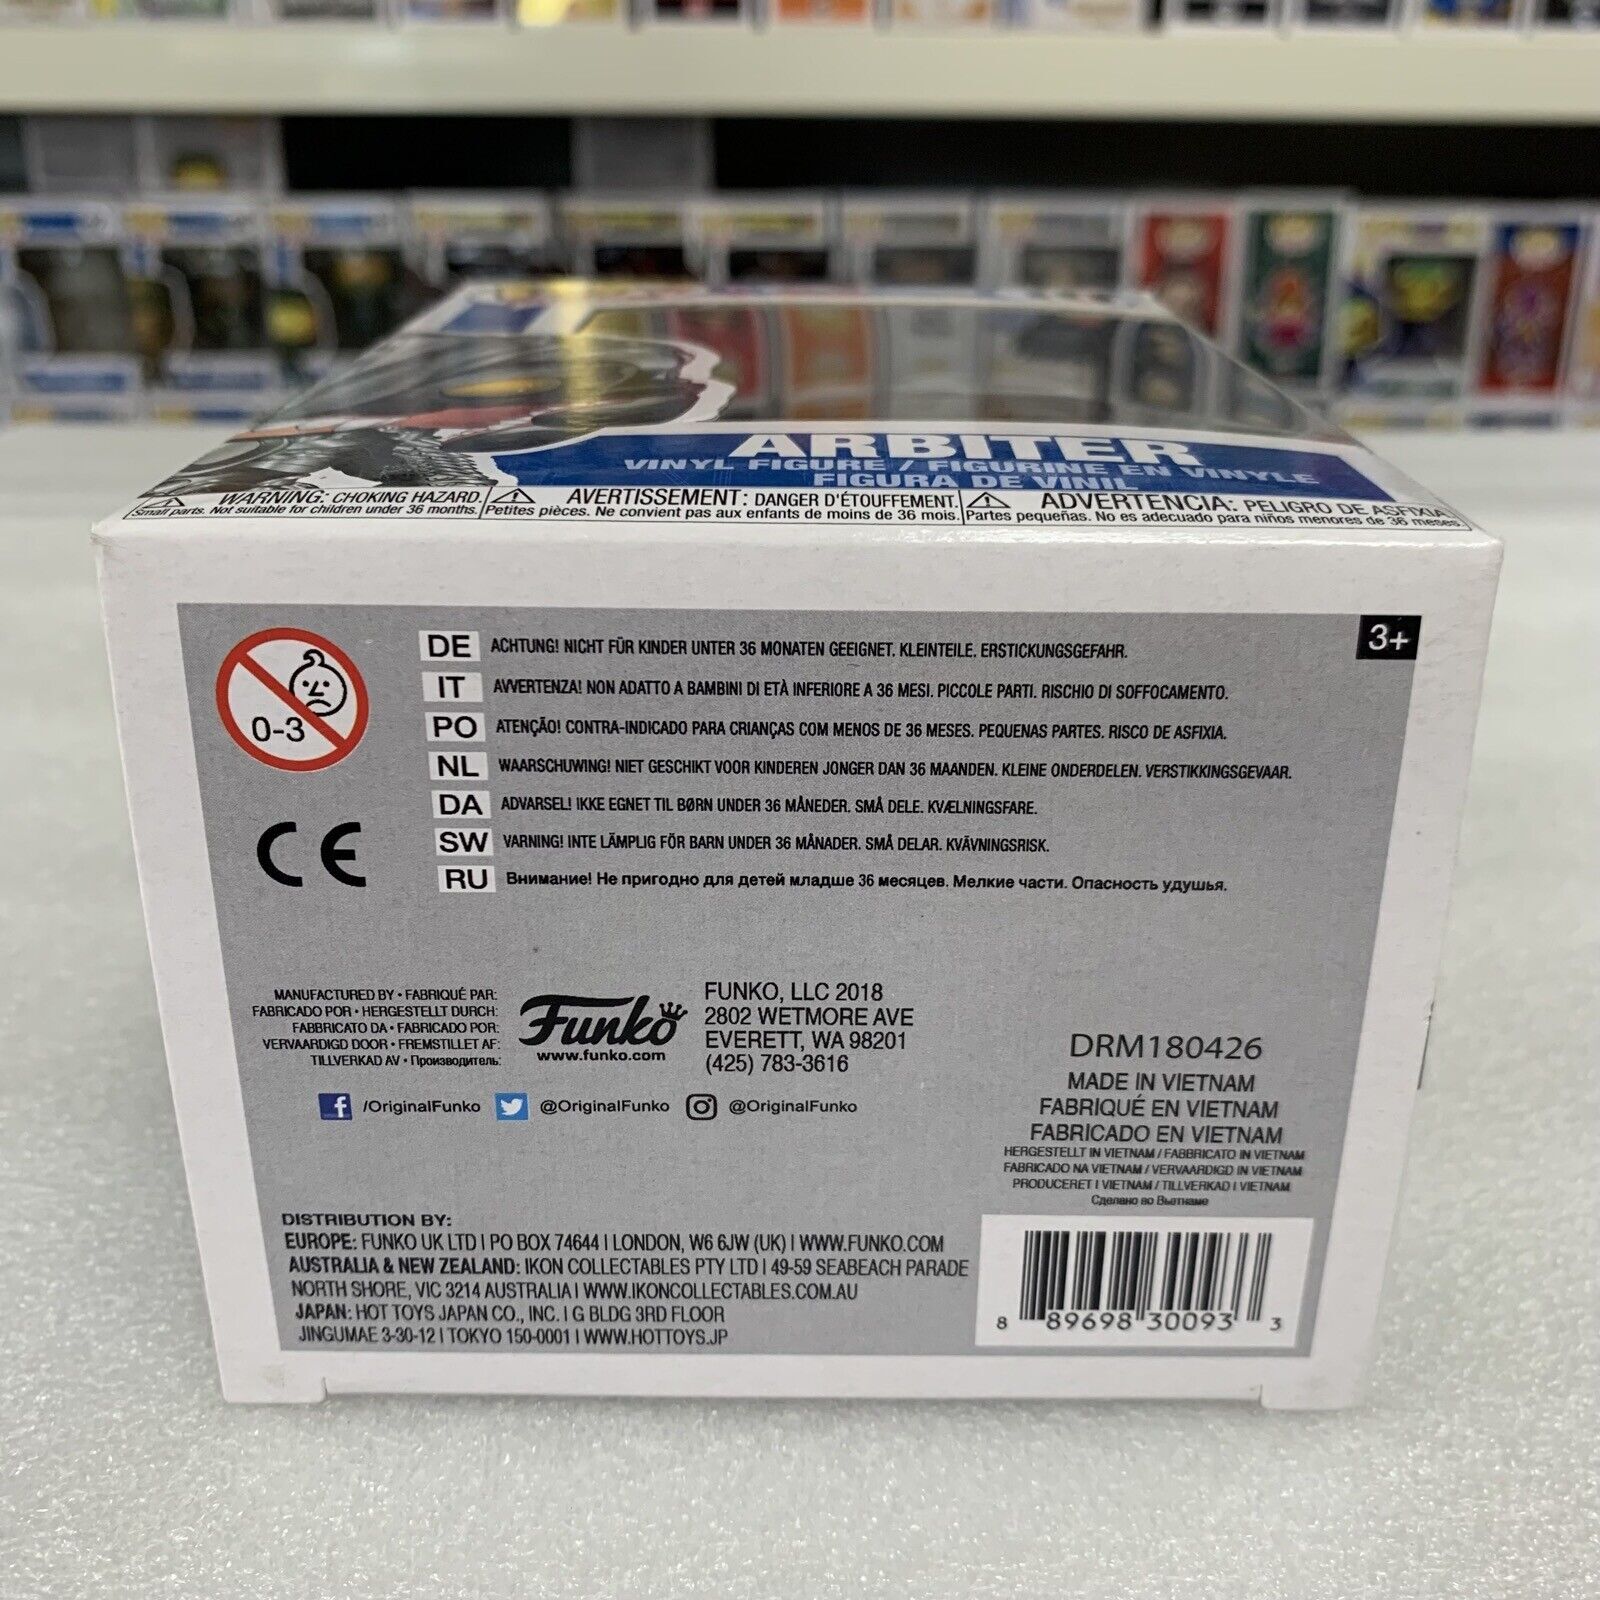 ARBITER
VINYL FIGURE / FIGURINE EN VINYLE
FIGURA DE VINIL
WARNING: CHOKING HAZARD.
Small parts. Not suitable for children under 36 months.
AVERTISSEMENT: DANGER D'ÉTOUFFEMENT.
Petites pièces. Ne convient pas aux enfants de moins de 36 mois.
ADVERTENCIA: PELIGRO DE ASFIXIA
Partes pequeñas. No es adecuado para niños menores de 36 meses
3+
0-3
DE ACHTUNG! NICHT FÜR KINDER UNTER 36 MONATEN GEEIGNET. KLEINTEILE. ERSTICKUNGSGEFAHR.
IT AVVERTENZA! NON ADATTO A BAMBINI DI ETÀ INFERIORE A 36 MESI. PICCOLE PARTI. RISCHIO DI SOFFOCAMENTO.
PO ATENÇÃO! CONTRA-INDICADO PARA CRIANÇAS COM MENOS DE 36 MESES. PEQUENAS PARTES. RISCO DE ASFIXIA.
NL WAARSCHUWING! NIET GESCHIKT VOOR KINDEREN JONGER DAN 36 MAANDEN. KLEINE ONDERDELEN. VERSTIKKINGSGEVAAR.
DA ADVARSEL! IKKE EGNET TIL BØRN UNDER 36 MÅNEDER. SMÅ DELE. KVÆLNINGSFARE.
SW VARNING! INTE LÄMPLIG FÖR BARN UNDER 36 MÅNADER. SMÅ DELAR. KVÄVNINGSRISK.
RU Внимание! Не пригодно для детей младше 36 месяцев. Мелкие части. Опасность удушья.
CE
MANUFACTURED BY • FABRIQUÉ PAR:
FABRICADO POR • HERGESTELLT DURCH:
FABBRICATO DA • FABRICADO POR:
VERVAARDIGD DOOR • FREMSTILLET AF:
TILLVERKAD AV • Производитель:
Funko
www.funko.com
FUNKO, LLC 2018
2802 WETMORE AVE
EVERETT, WA 98201
(425) 783-3616
/OriginalFunko @OriginalFunko @OriginalFunko
DRM180426
MADE IN VIETNAM
FABRIQUÉ EN VIETNAM
FABRICADO EN VIETNAM
HERGESTELLT IN VIETNAM / FABBRICATO IN VIETNAM
FABRICADO NA VIETNAM / VERVAARDIGD IN VIETNAM
PRODUCERET I VIETNAM / TILLVERKAD I VIETNAM
Сделано во Вьетнаме
DISTRIBUTION BY:
EUROPE: FUNKO UK LTD | PO BOX 74644 | LONDON, W6 6JW (UK) | WWW.FUNKO.COM
AUSTRALIA & NEW ZEALAND: IKON COLLECTABLES PTY LTD | 49-59 SEABEACH PARADE
NORTH SHORE, VIC 3214 AUSTRALIA | WWW.IKONCOLLECTABLES.COM.AU
JAPAN: HOT TOYS JAPAN CO., INC. | G BLDG 3RD FLOOR
JINGUMAE 3-30-12 | TOKYO 150-0001 | WWW.HOTTOYS.JP
8 89698 30093 3